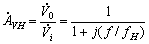 Ȧ_VH = V̇_0 / V̇_i = 1 / (1 + j(f / f_H))